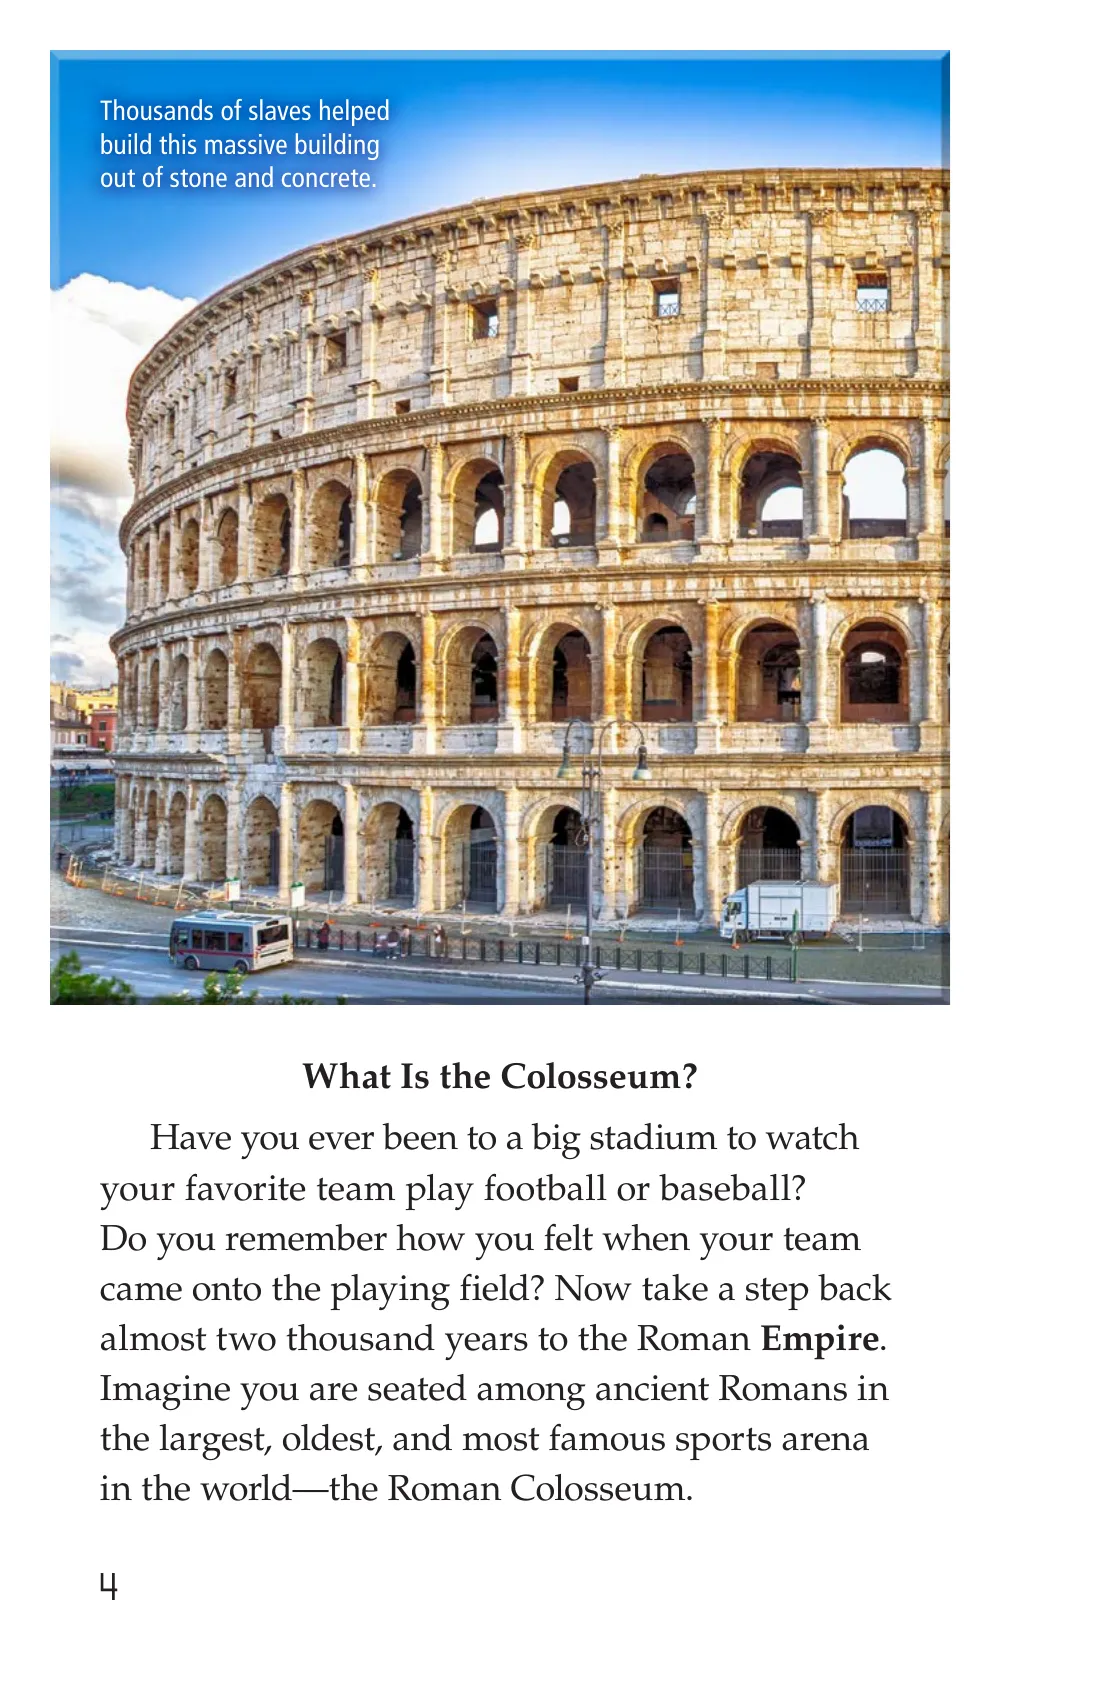 Thousands of slaves helped
build this massive building
out of stone and concrete.
What Is the Colosseum?
Have you ever been to a big stadium to watch
your favorite team play football or baseball?
Do you remember how you felt when your team
came onto the playing field? Now take a step back
almost two thousand years to the Roman Empire.
Imagine you are seated among ancient Romans in
the largest, oldest, and most famous sports arena
in the world—the Roman Colosseum.
4